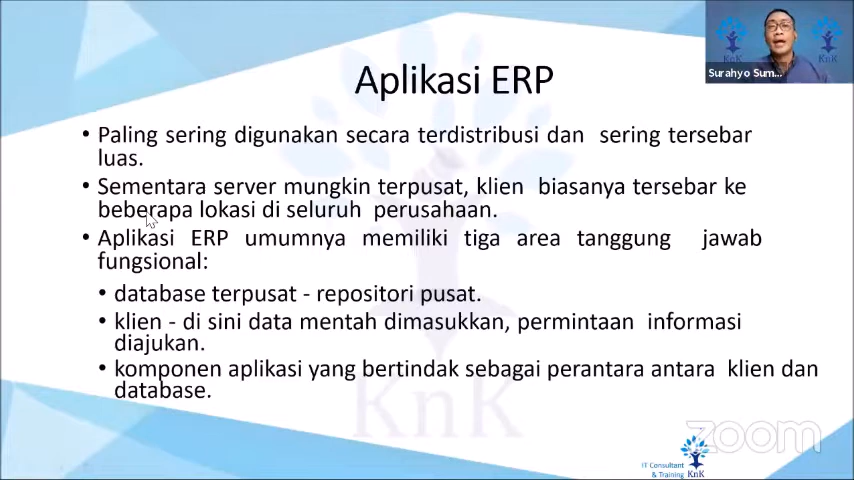 KnK
KnK
Surahyo Sum...
Aplikasi ERP
• Paling sering digunakan secara terdistribusi dan sering tersebar
luas.
• Sementara server mungkin terpusat, klien biasanya tersebar ke
beberapa lokasi di seluruh perusahaan.
• Aplikasi ERP umumnya memiliki tiga area tanggung jawab
fungsional:
• database terpusat - repositori pusat.
• klien - di sini data mentah dimasukkan, permintaan informasi
diajukan.
• komponen aplikasi yang bertindak sebagai perantara antara klien dan
database.
KnK
zoom
IT Consultant
& Training KnK